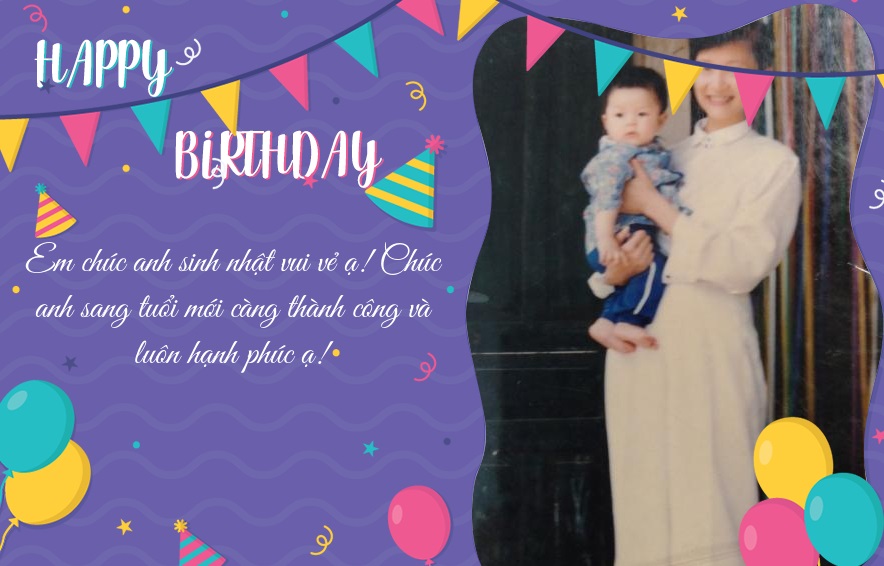 HAPPY
BiRTHDAY
Em chúc anh sinh nhật vui vẻ ạ! Chúc
anh sang tuổi mới càng thành công và
luôn hạnh phúc ạ!